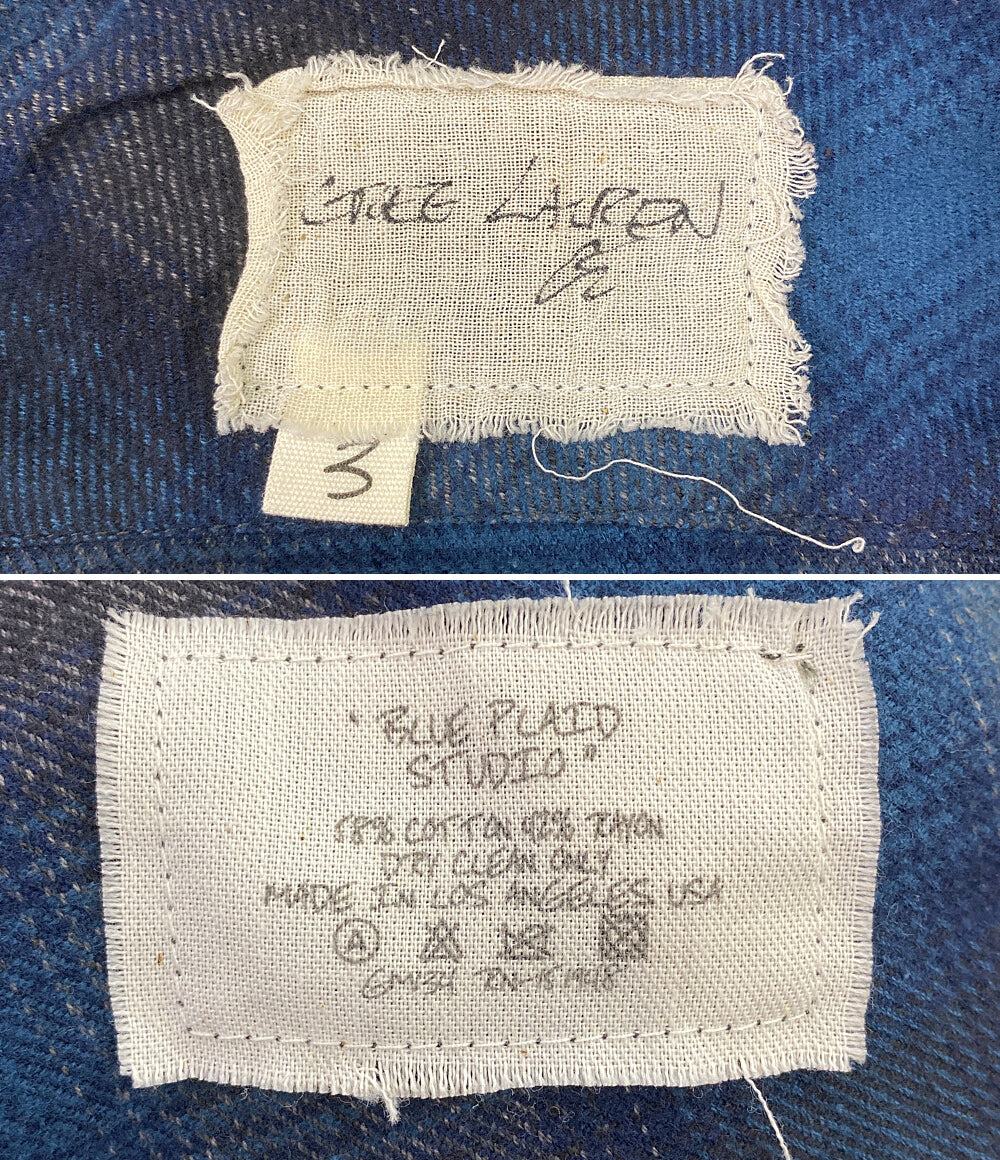 GREG LAUREN
3
"BLUE PLAID
STUDIO"
58% COTTON 42% RAYON
DRY CLEAN ONLY
MADE IN LOS ANGELES USA
A